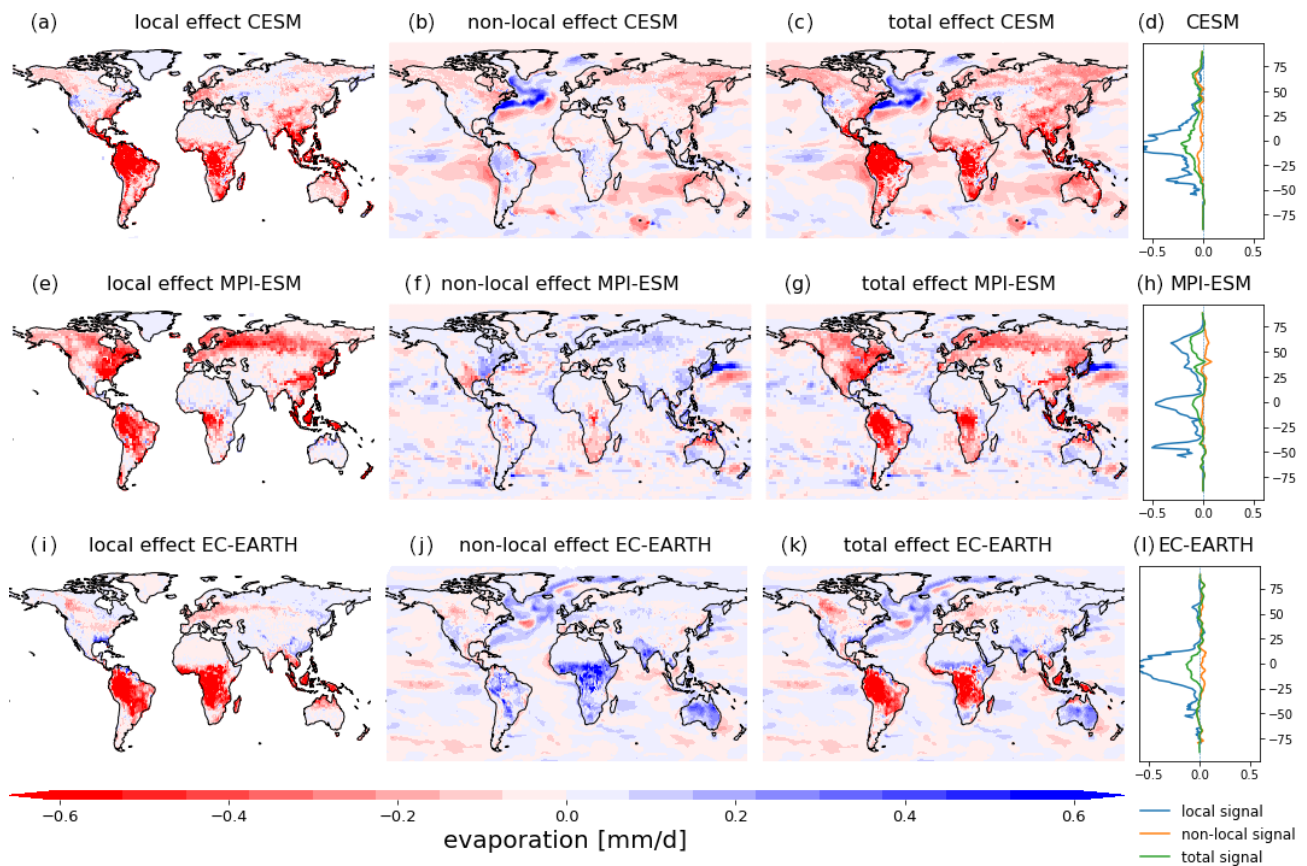 (a) local effect CESM
(b) non-local effect CESM
(c) total effect CESM
(d) CESM
75
50
25
0
−25
−50
−75
−0.5 0.0 0.5
(e) local effect MPI-ESM
(f) non-local effect MPI-ESM
(g) total effect MPI-ESM
(h) MPI-ESM
75
50
25
0
−25
−50
−75
−0.5 0.0 0.5
(i) local effect EC-EARTH
(j) non-local effect EC-EARTH
(k) total effect EC-EARTH
(l) EC-EARTH
75
50
25
0
−25
−50
−75
−0.5 0.0 0.5
−0.6 −0.4 −0.2 0.0 0.2 0.4 0.6
evaporation [mm/d]
local signal
non-local signal
total signal